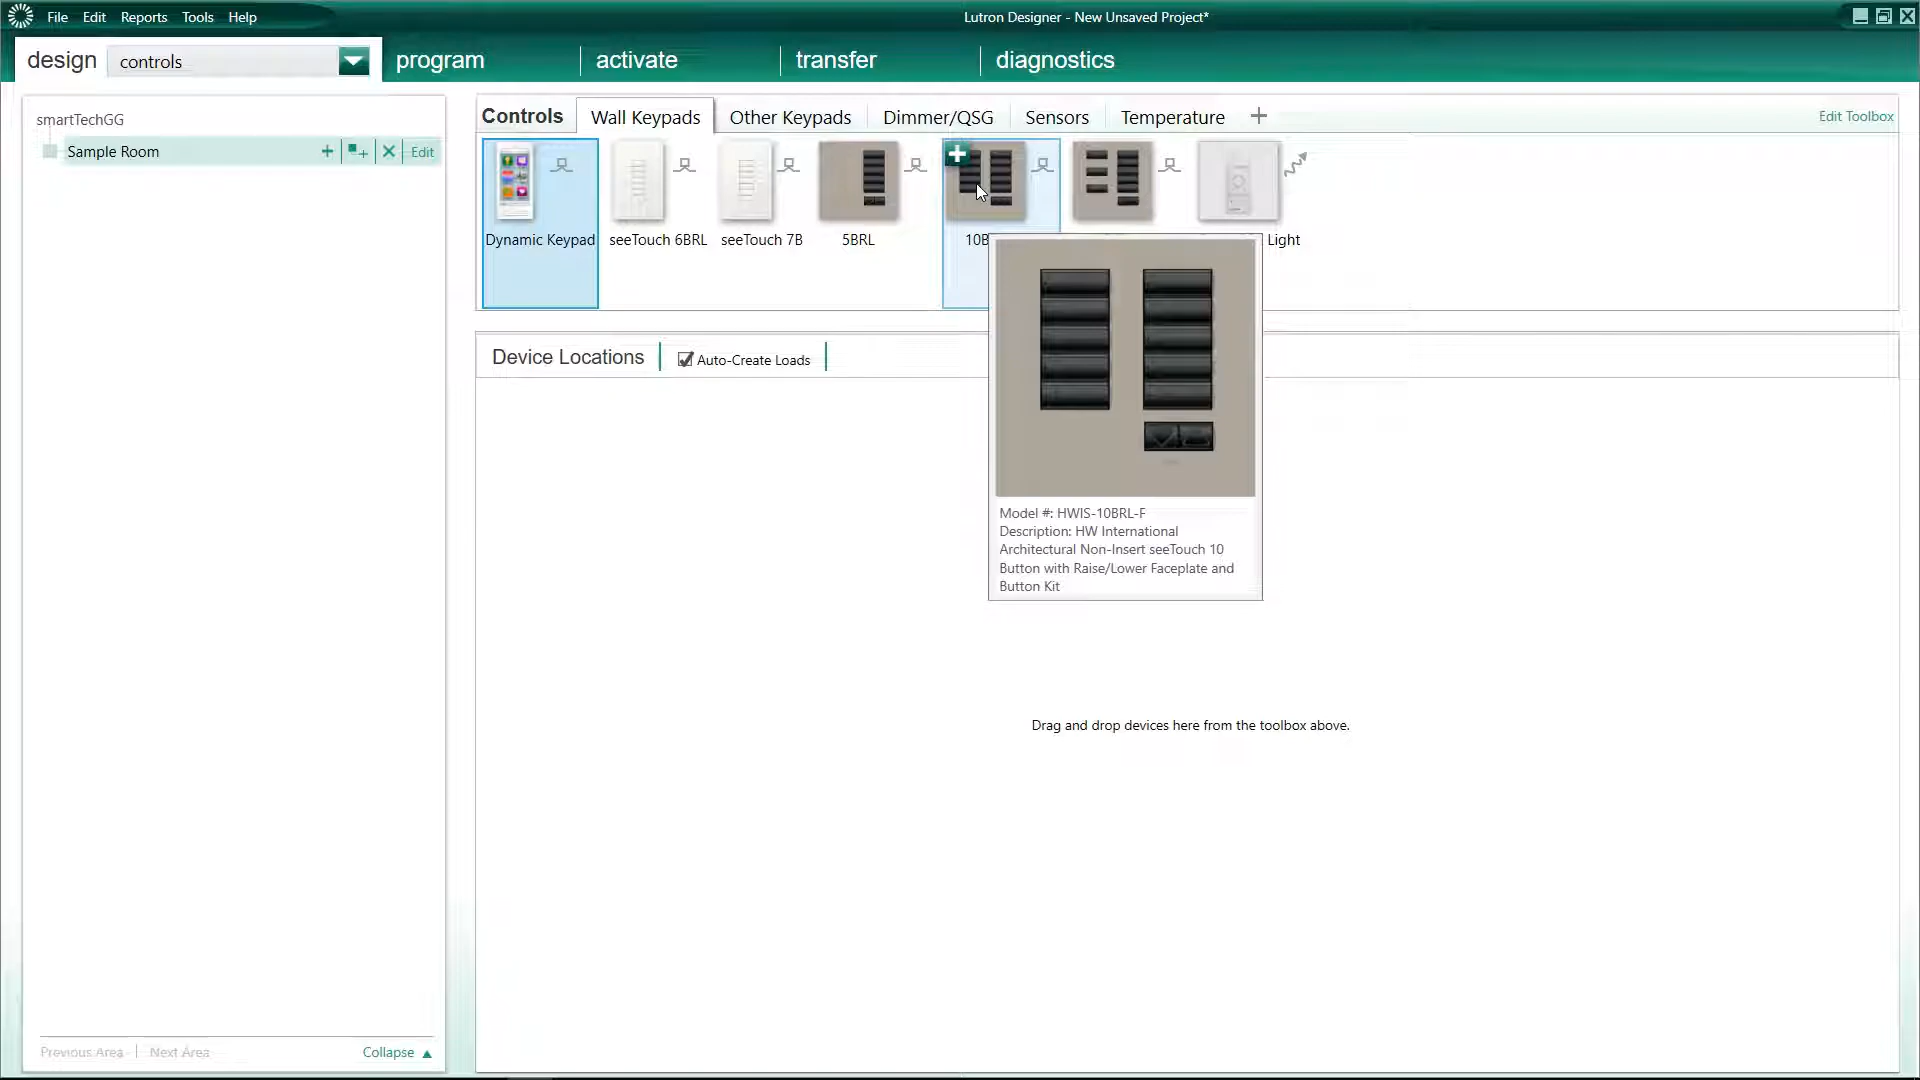 File Edit Reports Tools Help
Lutron Designer - New Unsaved Project*
design controls program activate transfer diagnostics
smartTechGG
Sample Room Edit
Controls Wall Keypads Other Keypads Dimmer/QSG Sensors Temperature
Edit Toolbox
Dynamic Keypad seeTouch 6BRL seeTouch 7B 5BRL Light
Device Locations Auto-Create Loads
Model #: HWIS-10BRL-F
Description: HW International
Architectural Non-Insert seeTouch 10
Button with Raise/Lower Faceplate and
Button Kit
Drag and drop devices here from the toolbox above.
Previous Area Next Area Collapse